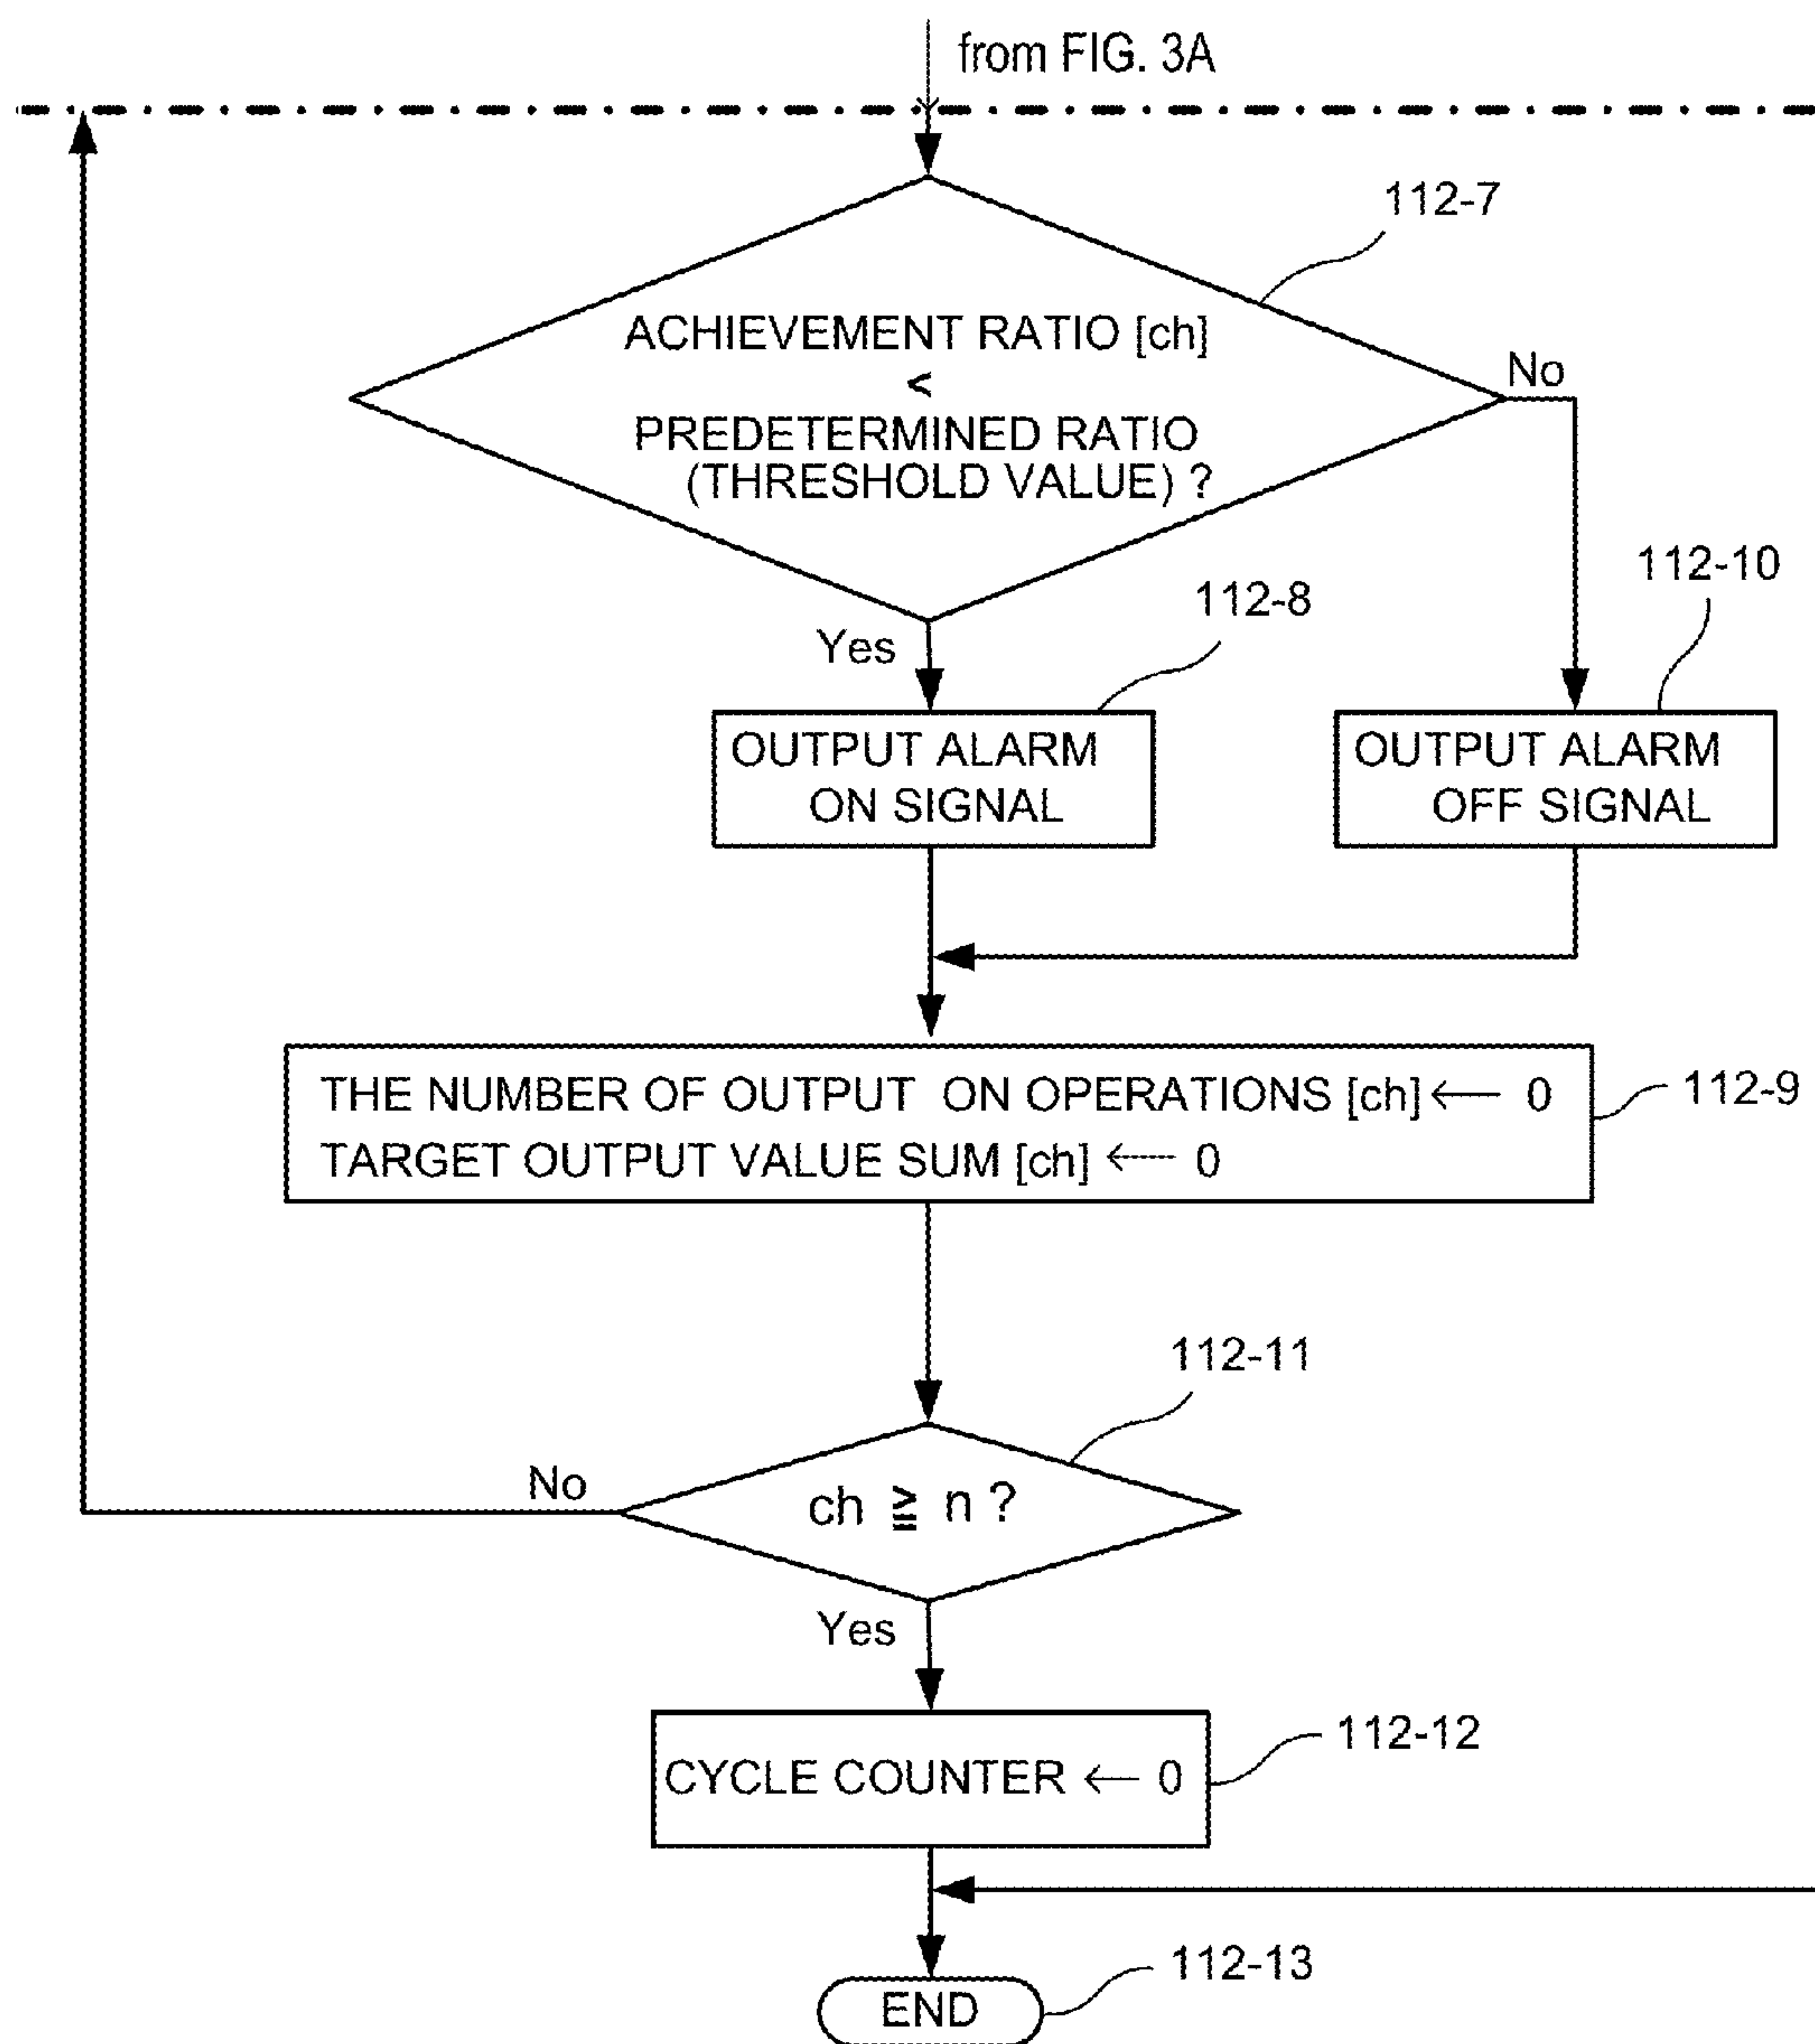 from FIG. 3A
112-7
ACHIEVEMENT RATIO [ch]
<
PREDETERMINED RATIO
(THRESHOLD VALUE) ?
No
112-10
112-8
Yes
OUTPUT ALARM
ON SIGNAL
OUTPUT ALARM
OFF SIGNAL
THE NUMBER OF OUTPUT ON OPERATIONS [ch] ← 0
TARGET OUTPUT VALUE SUM [ch] ← 0
112-9
112-11
No
ch ≧ n ?
Yes
CYCLE COUNTER ← 0
112-12
112-13
END